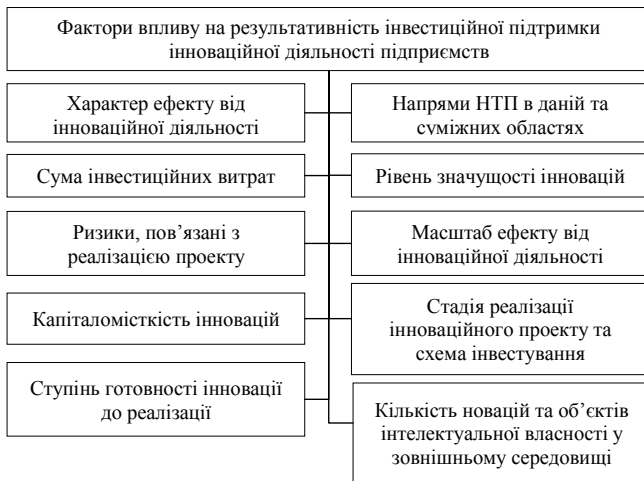 Фактори впливу на результативність інвестиційної підтримки
інноваційної діяльності підприємств
Характер ефекту від
інноваційної діяльності
Напрями НТП в даній та
суміжних областях
Сума інвестиційних витрат
Рівень значущості інновацій
Ризики, пов’язані з
реалізацією проекту
Масштаб ефекту від
інноваційної діяльності
Капіталомісткість інновацій
Стадія реалізації
інноваційного проекту та
схема інвестування
Ступінь готовності інновації
до реалізації
Кількість новацій та об’єктів
інтелектуальної власності у
зовнішньому середовищі